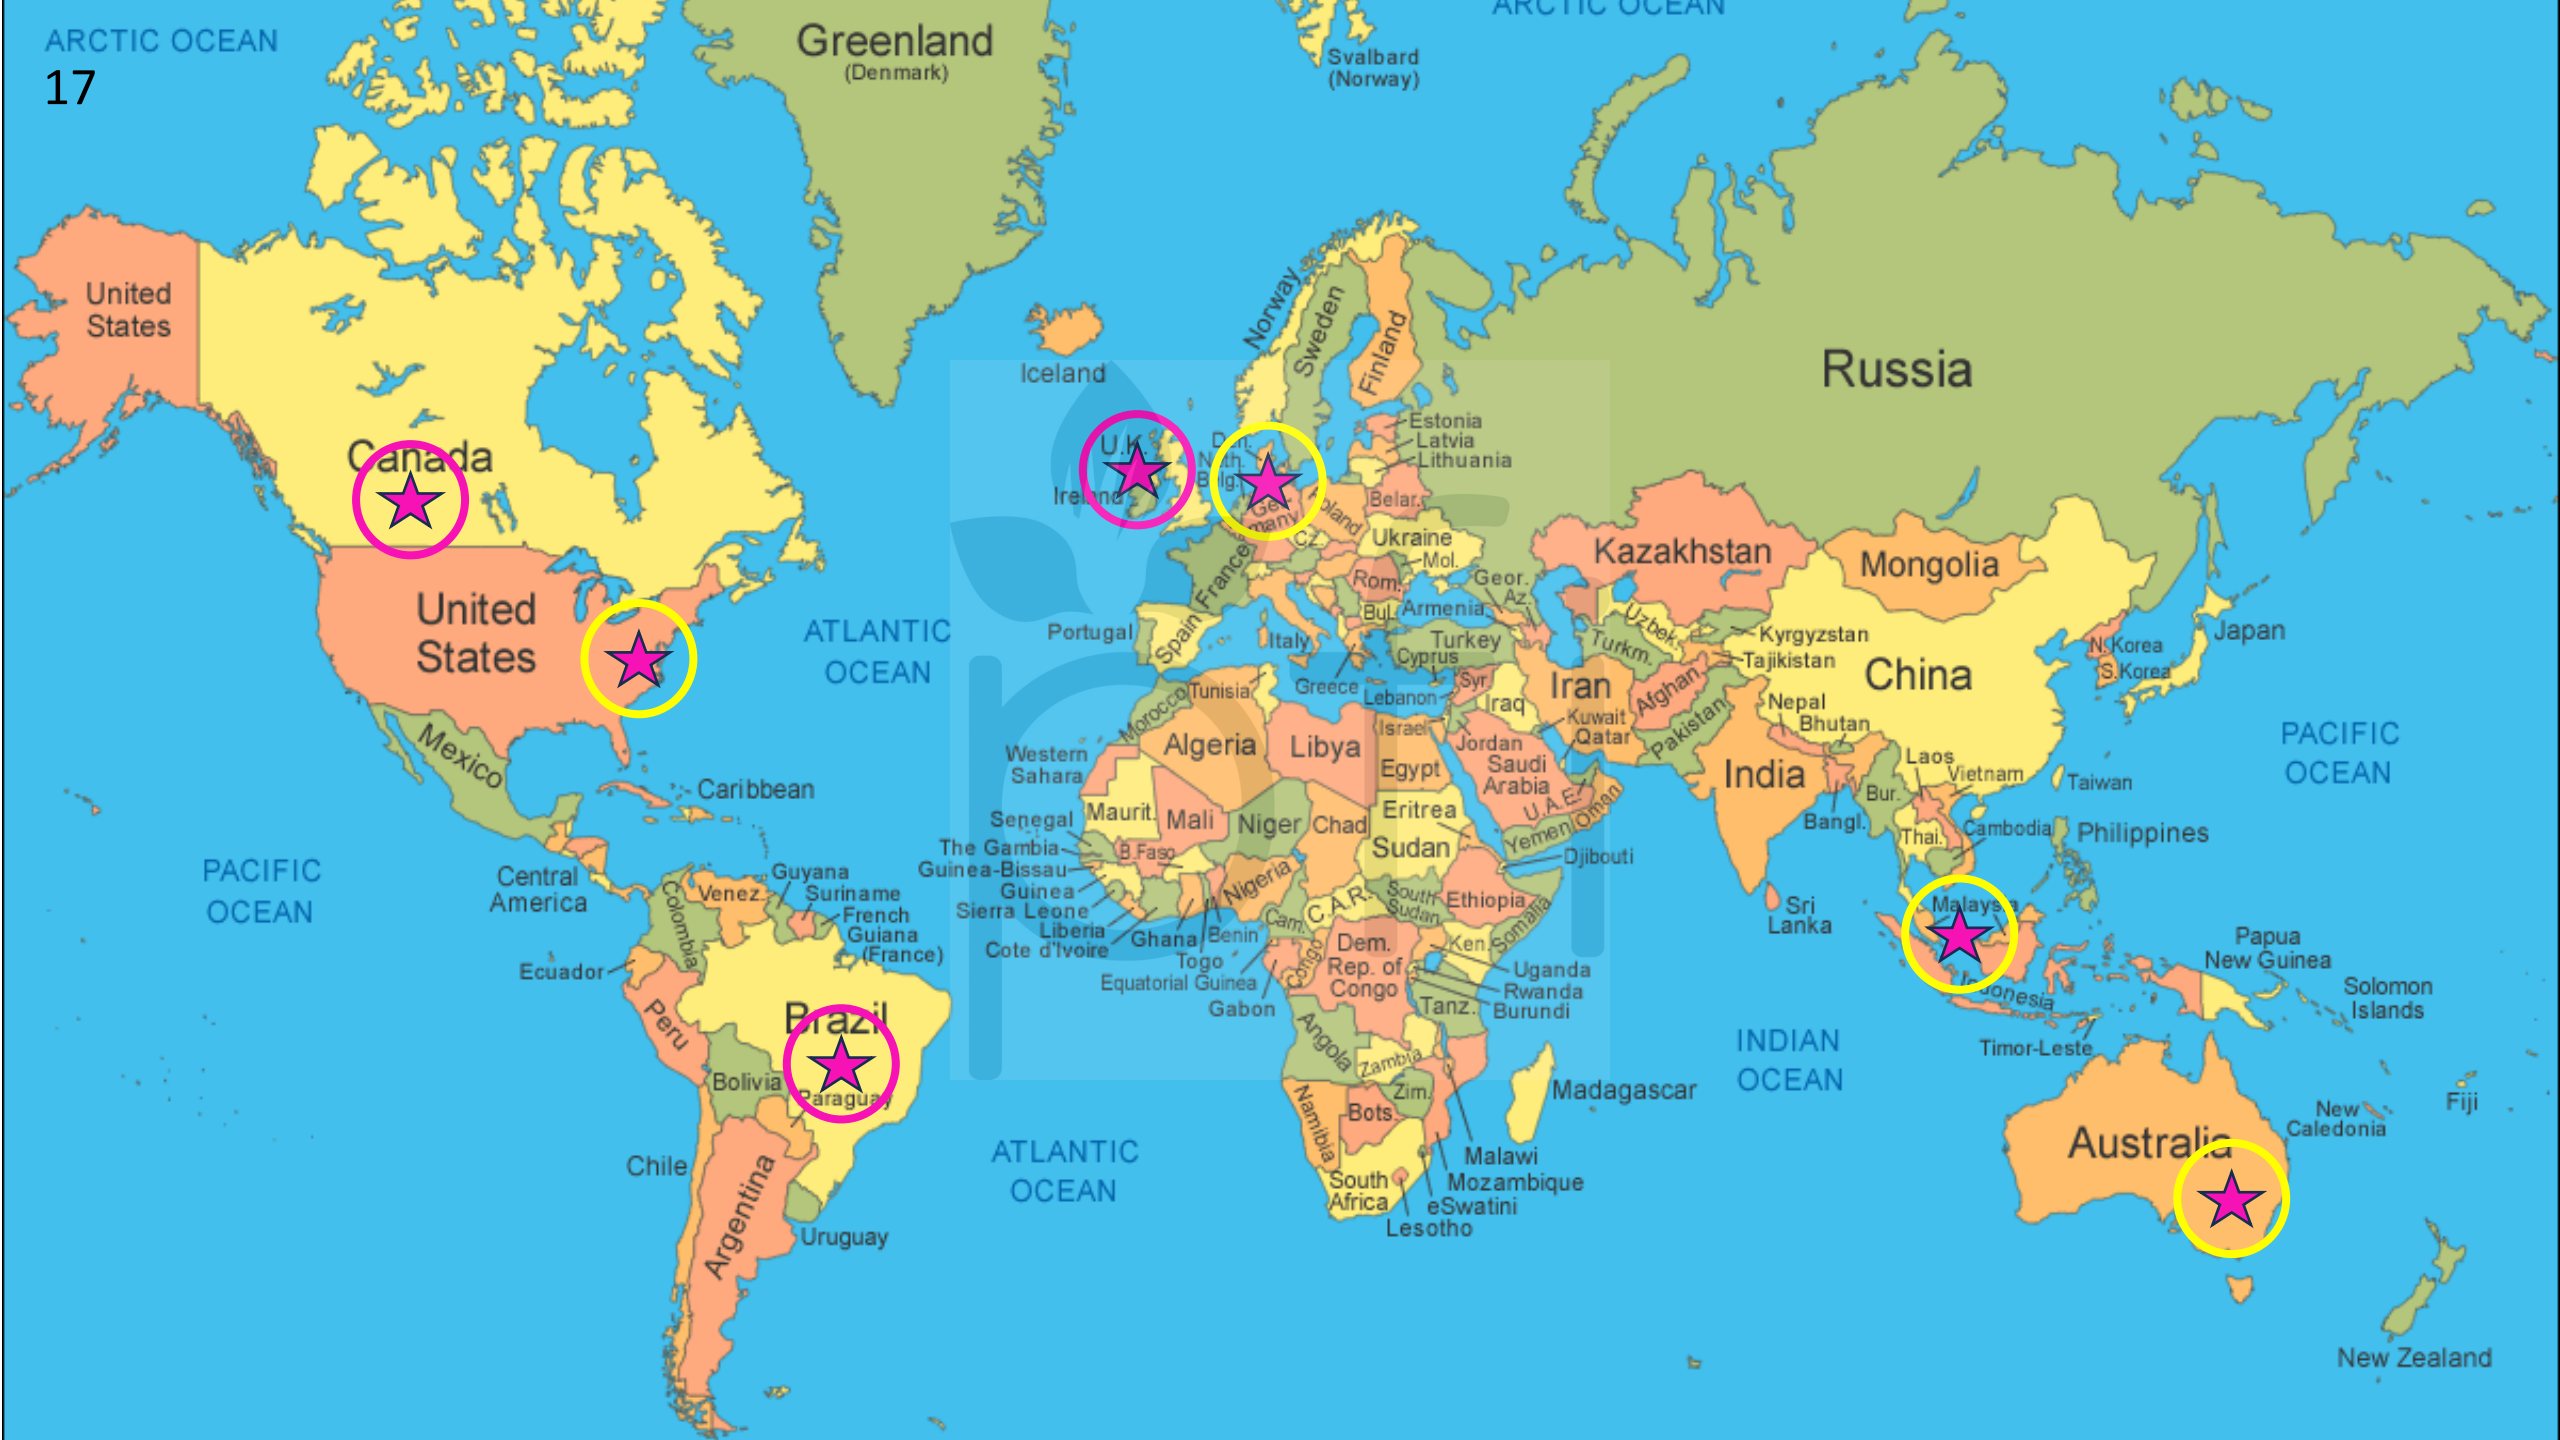 ARCTIC OCEAN
17
Greenland
(Denmark)
Svalbard
(Norway)
ARCTIC OCEAN
United
States
Canada
Iceland
Norway
Sweden
Finland
Russia
Estonia
Latvia
Lithuania
U.K.
Ireland
Den.
Neth.
Belg.
Germany
Poland
Belar.
Cz.
Ukraine
Mol.
France
Rom.
Bul.
Geor.
Az.
Armenia
Kazakhstan
Mongolia
United
States
ATLANTIC
OCEAN
Portugal
Spain
Italy
Greece
Turkey
Cyprus
Lebanon
Syr.
Israel
Iraq
Iran
Kuwait
Qatar
Jordan
Saudi
Arabia
U.A.E.
Oman
Yemen
Uzbek.
Turkm.
Kyrgyzstan
Tajikistan
Afghan.
Pakistan
China
N.Korea
S.Korea
Japan
Nepal
Bhutan
India
Bangl.
Bur.
Laos
Vietnam
Thai.
Cambodia
Taiwan
Philippines
PACIFIC
OCEAN
Mexico
Caribbean
Central
America
PACIFIC
OCEAN
Morocco
Tunisia
Algeria
Libya
Egypt
Western
Sahara
Maurit.
Mali
Niger
Chad
Eritrea
Sudan
Senegal
The Gambia
Guinea-Bissau
Guinea
Sierra Leone
Liberia
Cote d'Ivoire
B.Faso
Ghana
Togo
Benin
Nigeria
Cam.
C.A.R.
South
Sudan
Ethiopia
Djibouti
Somalia
Equatorial Guinea
Gabon
Congo
Dem.
Rep. of
Congo
Ken.
Uganda
Rwanda
Burundi
Tanz.
Angola
Zambia
Zim.
Namibia
Bots.
South
Africa
Malawi
Mozambique
eSwatini
Lesotho
Madagascar
Sri
Lanka
Malaysia
Indonesia
Timor-Leste
Papua
New Guinea
Solomon
Islands
INDIAN
OCEAN
Australia
New
Caledonia
Fiji
New Zealand
Venez.
Guyana
Suriname
French
Guiana
(France)
Colombia
Ecuador
Peru
Brazil
Bolivia
Paraguay
Chile
Argentina
Uruguay
ATLANTIC
OCEAN